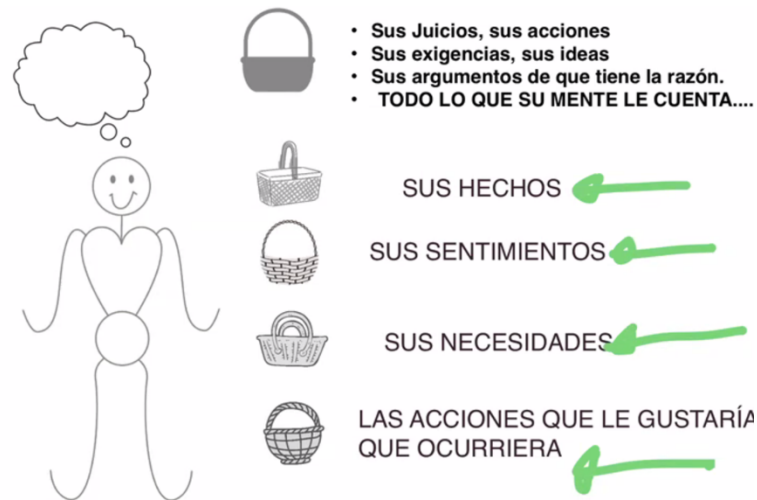 • Sus Juicios, sus acciones
• Sus exigencias, sus ideas
• Sus argumentos de que tiene la razón.
• TODO LO QUE SU MENTE LE CUENTA....
SUS HECHOS
SUS SENTIMIENTOS
SUS NECESIDADES
LAS ACCIONES QUE LE GUSTARÍA
QUE OCURRIERA